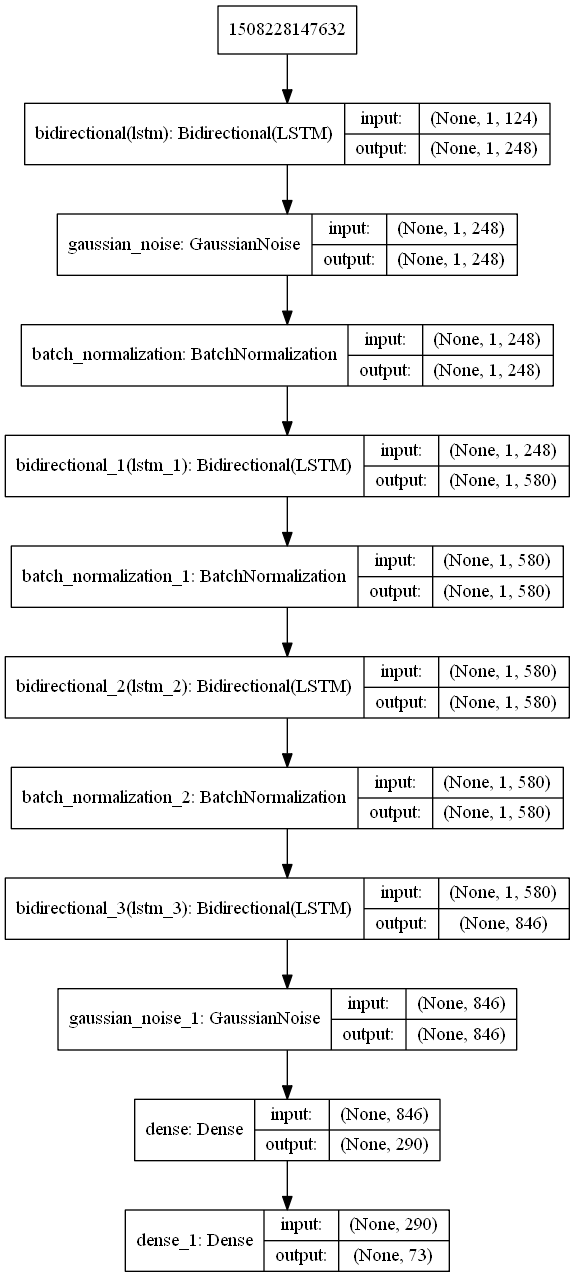 1508228147632
bidirectional(lstm): Bidirectional(LSTM)
input: (None, 1, 124)
output: (None, 1, 248)
gaussian_noise: GaussianNoise
input: (None, 1, 248)
output: (None, 1, 248)
batch_normalization: BatchNormalization
input: (None, 1, 248)
output: (None, 1, 248)
bidirectional_1(lstm_1): Bidirectional(LSTM)
input: (None, 1, 248)
output: (None, 1, 580)
batch_normalization_1: BatchNormalization
input: (None, 1, 580)
output: (None, 1, 580)
bidirectional_2(lstm_2): Bidirectional(LSTM)
input: (None, 1, 580)
output: (None, 1, 580)
batch_normalization_2: BatchNormalization
input: (None, 1, 580)
output: (None, 1, 580)
bidirectional_3(lstm_3): Bidirectional(LSTM)
input: (None, 1, 580)
output: (None, 846)
gaussian_noise_1: GaussianNoise
input: (None, 846)
output: (None, 846)
dense: Dense
input: (None, 846)
output: (None, 290)
dense_1: Dense
input: (None, 290)
output: (None, 73)